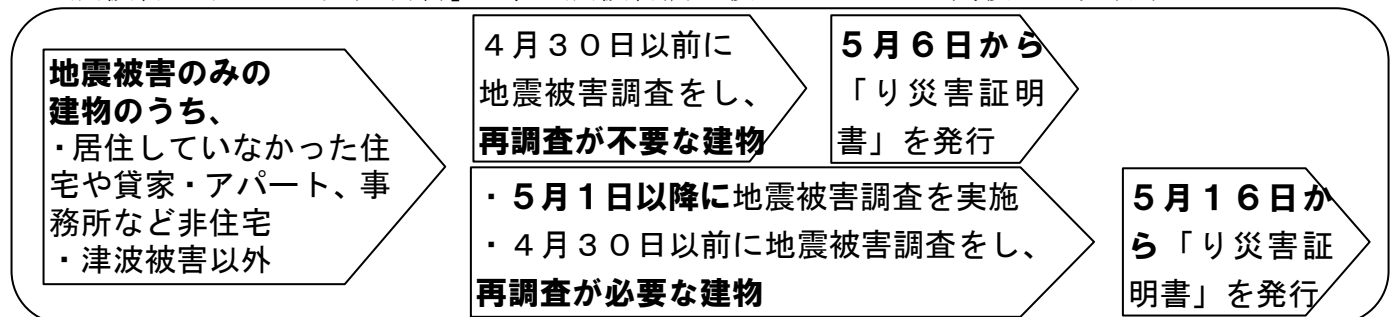 地震被害のみの
建物のうち、
・居住していなかった住
宅や貸家・アパート、事
務所など非住宅
・津波被害以外
４月３０日以前に
地震被害調査をし、
再調査が不要な建物
５月６日から
「り災害証明
書」を発行
・５月１日以降に地震被害調査を実施
・４月３０日以前に地震被害調査をし、
再調査が必要な建物
５月１６日か
ら「り災害証
明書」を発行